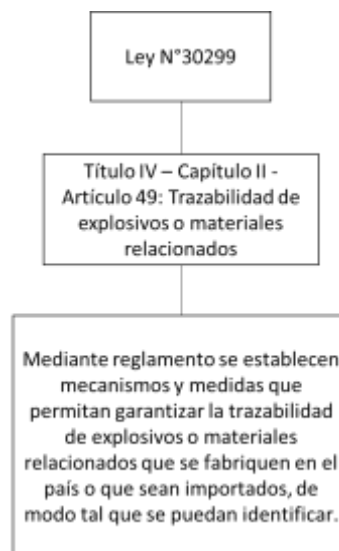 Ley N°30299
Título IV – Capítulo II -
Artículo 49: Trazabilidad de
explosivos o materiales
relacionados
Mediante reglamento se establecen
mecanismos y medidas que
permitan garantizar la trazabilidad
de explosivos o materiales
relacionados que se fabriquen en el
país o que sean importados, de
modo tal que se puedan identificar.